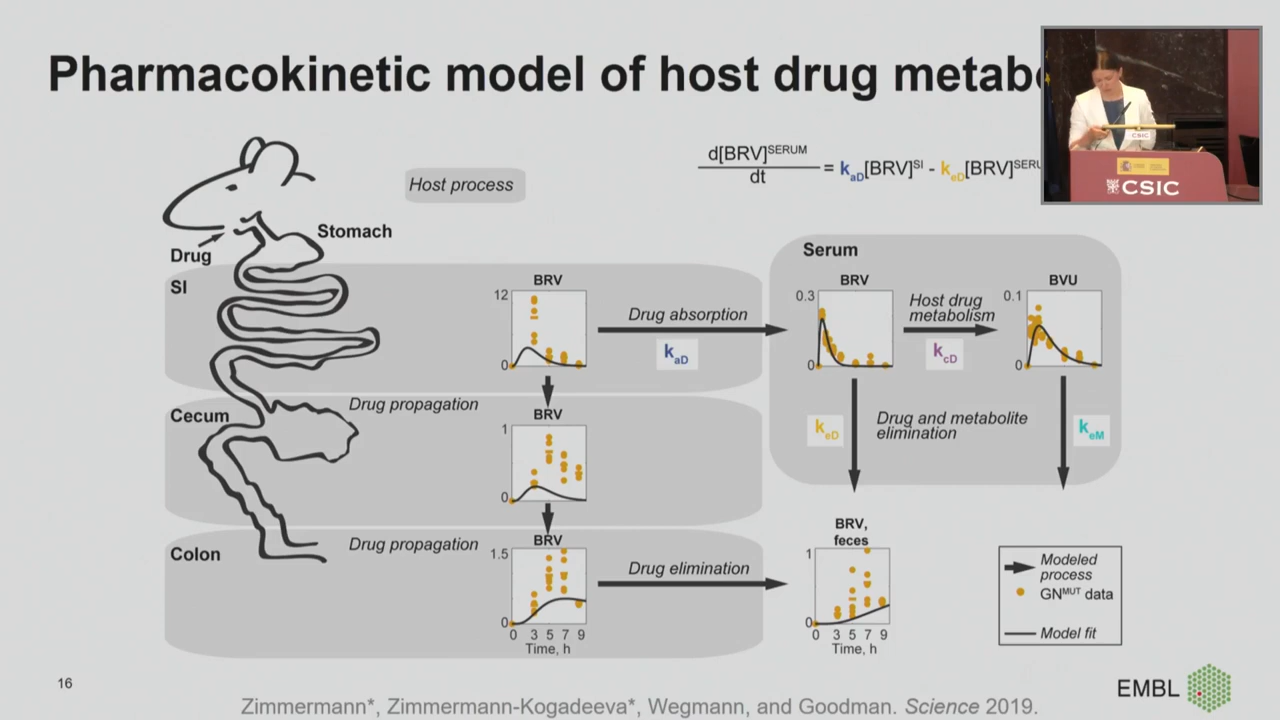 Pharmacokinetic model of host drug metab
Host process
d[BRV]^SERUM
dt
= k_aD[BRV]^SI - k_eD[BRV]^SERU
CSIC
CSIC
Stomach
Drug
SI
Serum
BRV
12
0
Drug absorption
k_aD
BRV
0.3
0
Host drug
metabolism
k_cD
BVU
0.1
0
Cecum
Drug propagation
BRV
1
0
k_eD
Drug and metabolite
elimination
k_eM
Colon
Drug propagation
BRV
1.5
0
0 3 5 7 9
Time, h
Drug elimination
BRV,
feces
1
0
0 3 5 7 9
Time, h
Modeled
process
GN^MUT data
Model fit
16
EMBL
Zimmermann*, Zimmermann-Kogadeeva*, Wegmann, and Goodman. Science 2019.